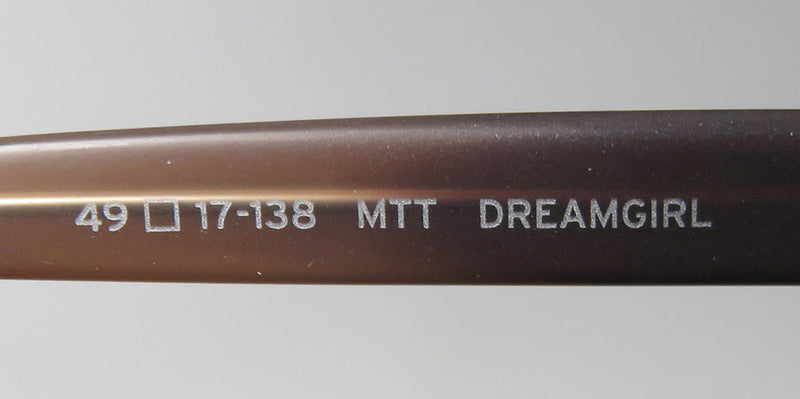 49 □ 17-138 MTT DREAMGIRL